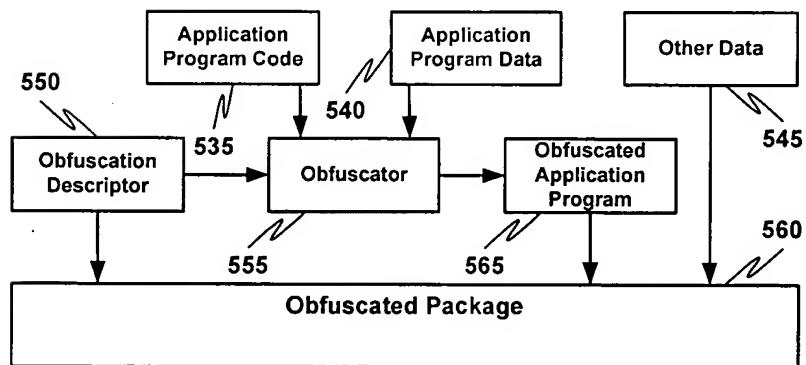 Application
Program Code
Application
Program Data
Other Data
550
540
535
545
Obfuscation
Descriptor
Obfuscator
Obfuscated
Application
Program
555
565
560
Obfuscated Package